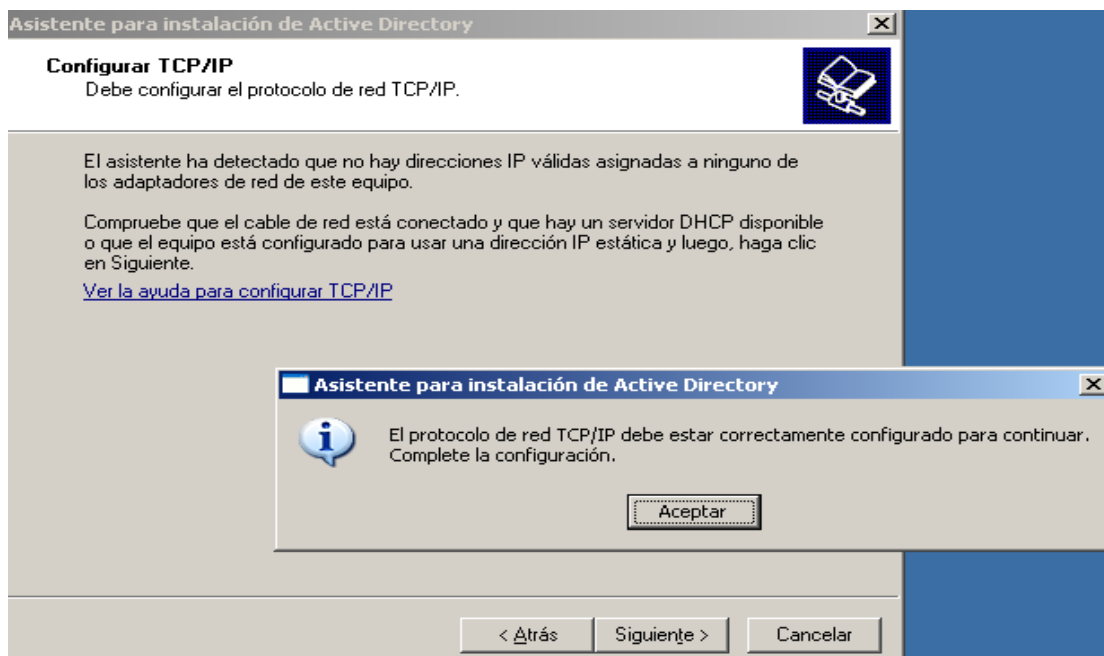 Asistente para instalación de Active Directory
Configurar TCP/IP
Debe configurar el protocolo de red TCP/IP.
El asistente ha detectado que no hay direcciones IP válidas asignadas a ninguno de
los adaptadores de red de este equipo.
Compruebe que el cable de red está conectado y que hay un servidor DHCP disponible
o que el equipo está configurado para usar una dirección IP estática y luego, haga clic
en Siguiente.
Ver la ayuda para configurar TCP/IP
Asistente para instalación de Active Directory
El protocolo de red TCP/IP debe estar correctamente configurado para continuar.
Complete la configuración.
Aceptar
< Atrás
Siguiente >
Cancelar